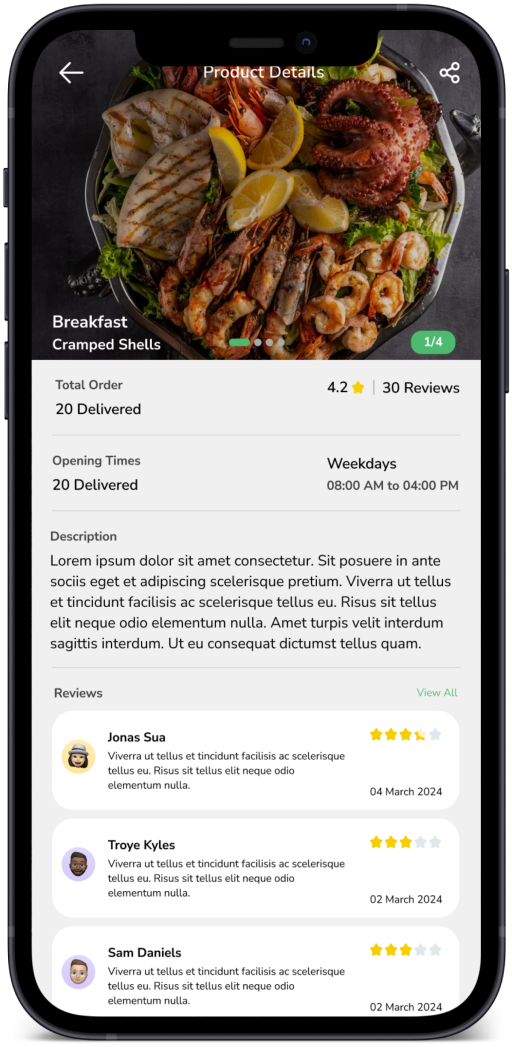 Product Details
Breakfast
Cramped Shells
1/4
Total Order
4.2 | 30 Reviews
20 Delivered
Opening Times
Weekdays
20 Delivered
08:00 AM to 04:00 PM
Description
Lorem ipsum dolor sit amet consectetur. Sit posuere in ante
sociis eget et adipiscing scelerisque pretium. Viverra ut tellus
et tincidunt facilisis ac scelerisque tellus eu. Risus sit tellus
elit neque odio elementum nulla. Amet turpis velit interdum
sagittis interdum. Ut eu consequat dictumst tellus quam.
Reviews
View All
Jonas Sua
Viverra ut tellus et tincidunt facilisis ac scelerisque
tellus eu. Risus sit tellus elit neque odio
elementum nulla.
04 March 2024
Troye Kyles
Viverra ut tellus et tincidunt facilisis ac scelerisque
tellus eu. Risus sit tellus elit neque odio
elementum nulla.
02 March 2024
Sam Daniels
Viverra ut tellus et tincidunt facilisis ac scelerisque
tellus eu. Risus sit tellus elit neque odio
elementum nulla.
02 March 2024